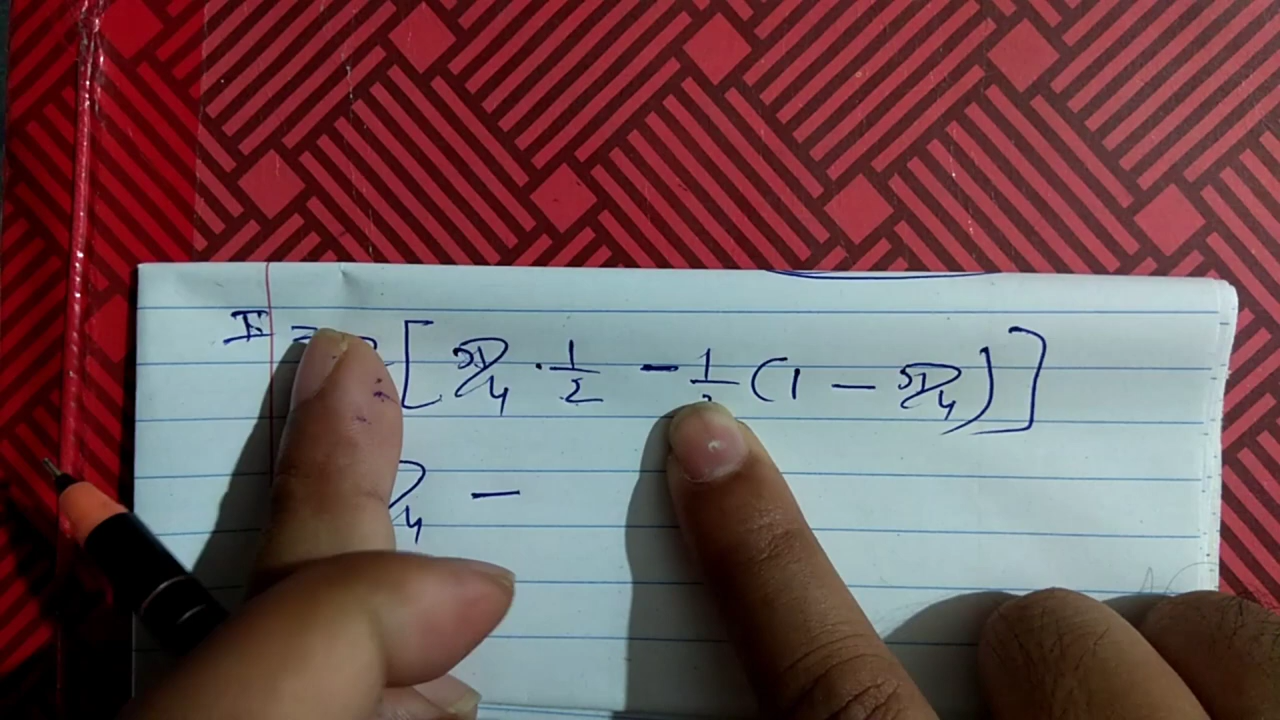 I = [ π/4 · 1/2 - 1/2 (1 - π/4) ]
/4 -